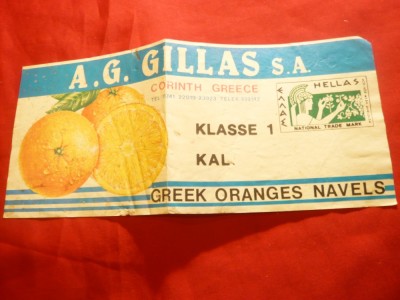 A.G. GILLAS S.A.
CORINTH GREECE
KLASSE 1
KAL.
HELLAS
ΕΛΛΑΣ
NATIONAL TRADE MARK
GREEK ORANGES NAVELS